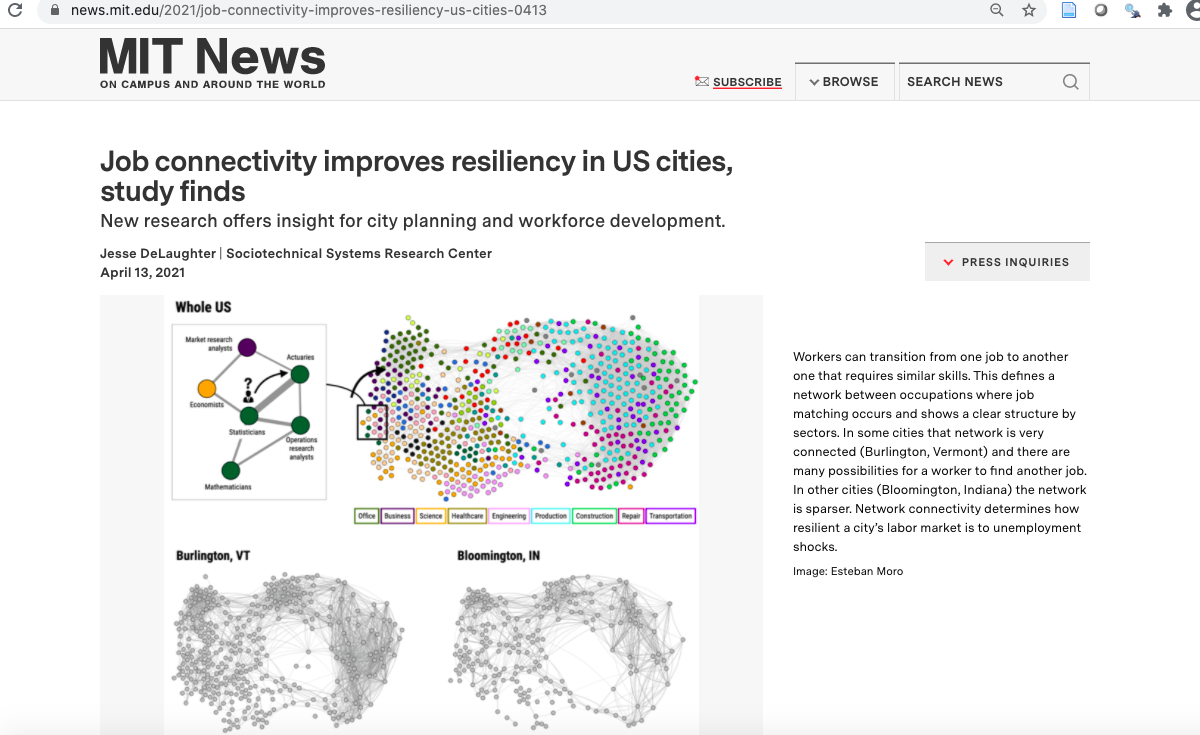 news.mit.edu/2021/job-connectivity-improves-resiliency-us-cities-0413
MIT News
ON CAMPUS AND AROUND THE WORLD
SUBSCRIBE
BROWSE
SEARCH NEWS
Job connectivity improves resiliency in US cities,
study finds
New research offers insight for city planning and workforce development.
Jesse DeLaughter | Sociotechnical Systems Research Center
April 13, 2021
PRESS INQUIRIES
Whole US
Market research
analysts
Actuaries
?
Economists
Statisticians
Operations
research
analysts
Mathematicians
Office Business Science Healthcare Engineering Production Construction Repair Transportation
Burlington, VT
Bloomington, IN
Workers can transition from one job to another
one that requires similar skills. This defines a
network between occupations where job
matching occurs and shows a clear structure by
sectors. In some cities that network is very
connected (Burlington, Vermont) and there are
many possibilities for a worker to find another job.
In other cities (Bloomington, Indiana) the network
is sparser. Network connectivity determines how
resilient a city’s labor market is to unemployment
shocks.
Image: Esteban Moro